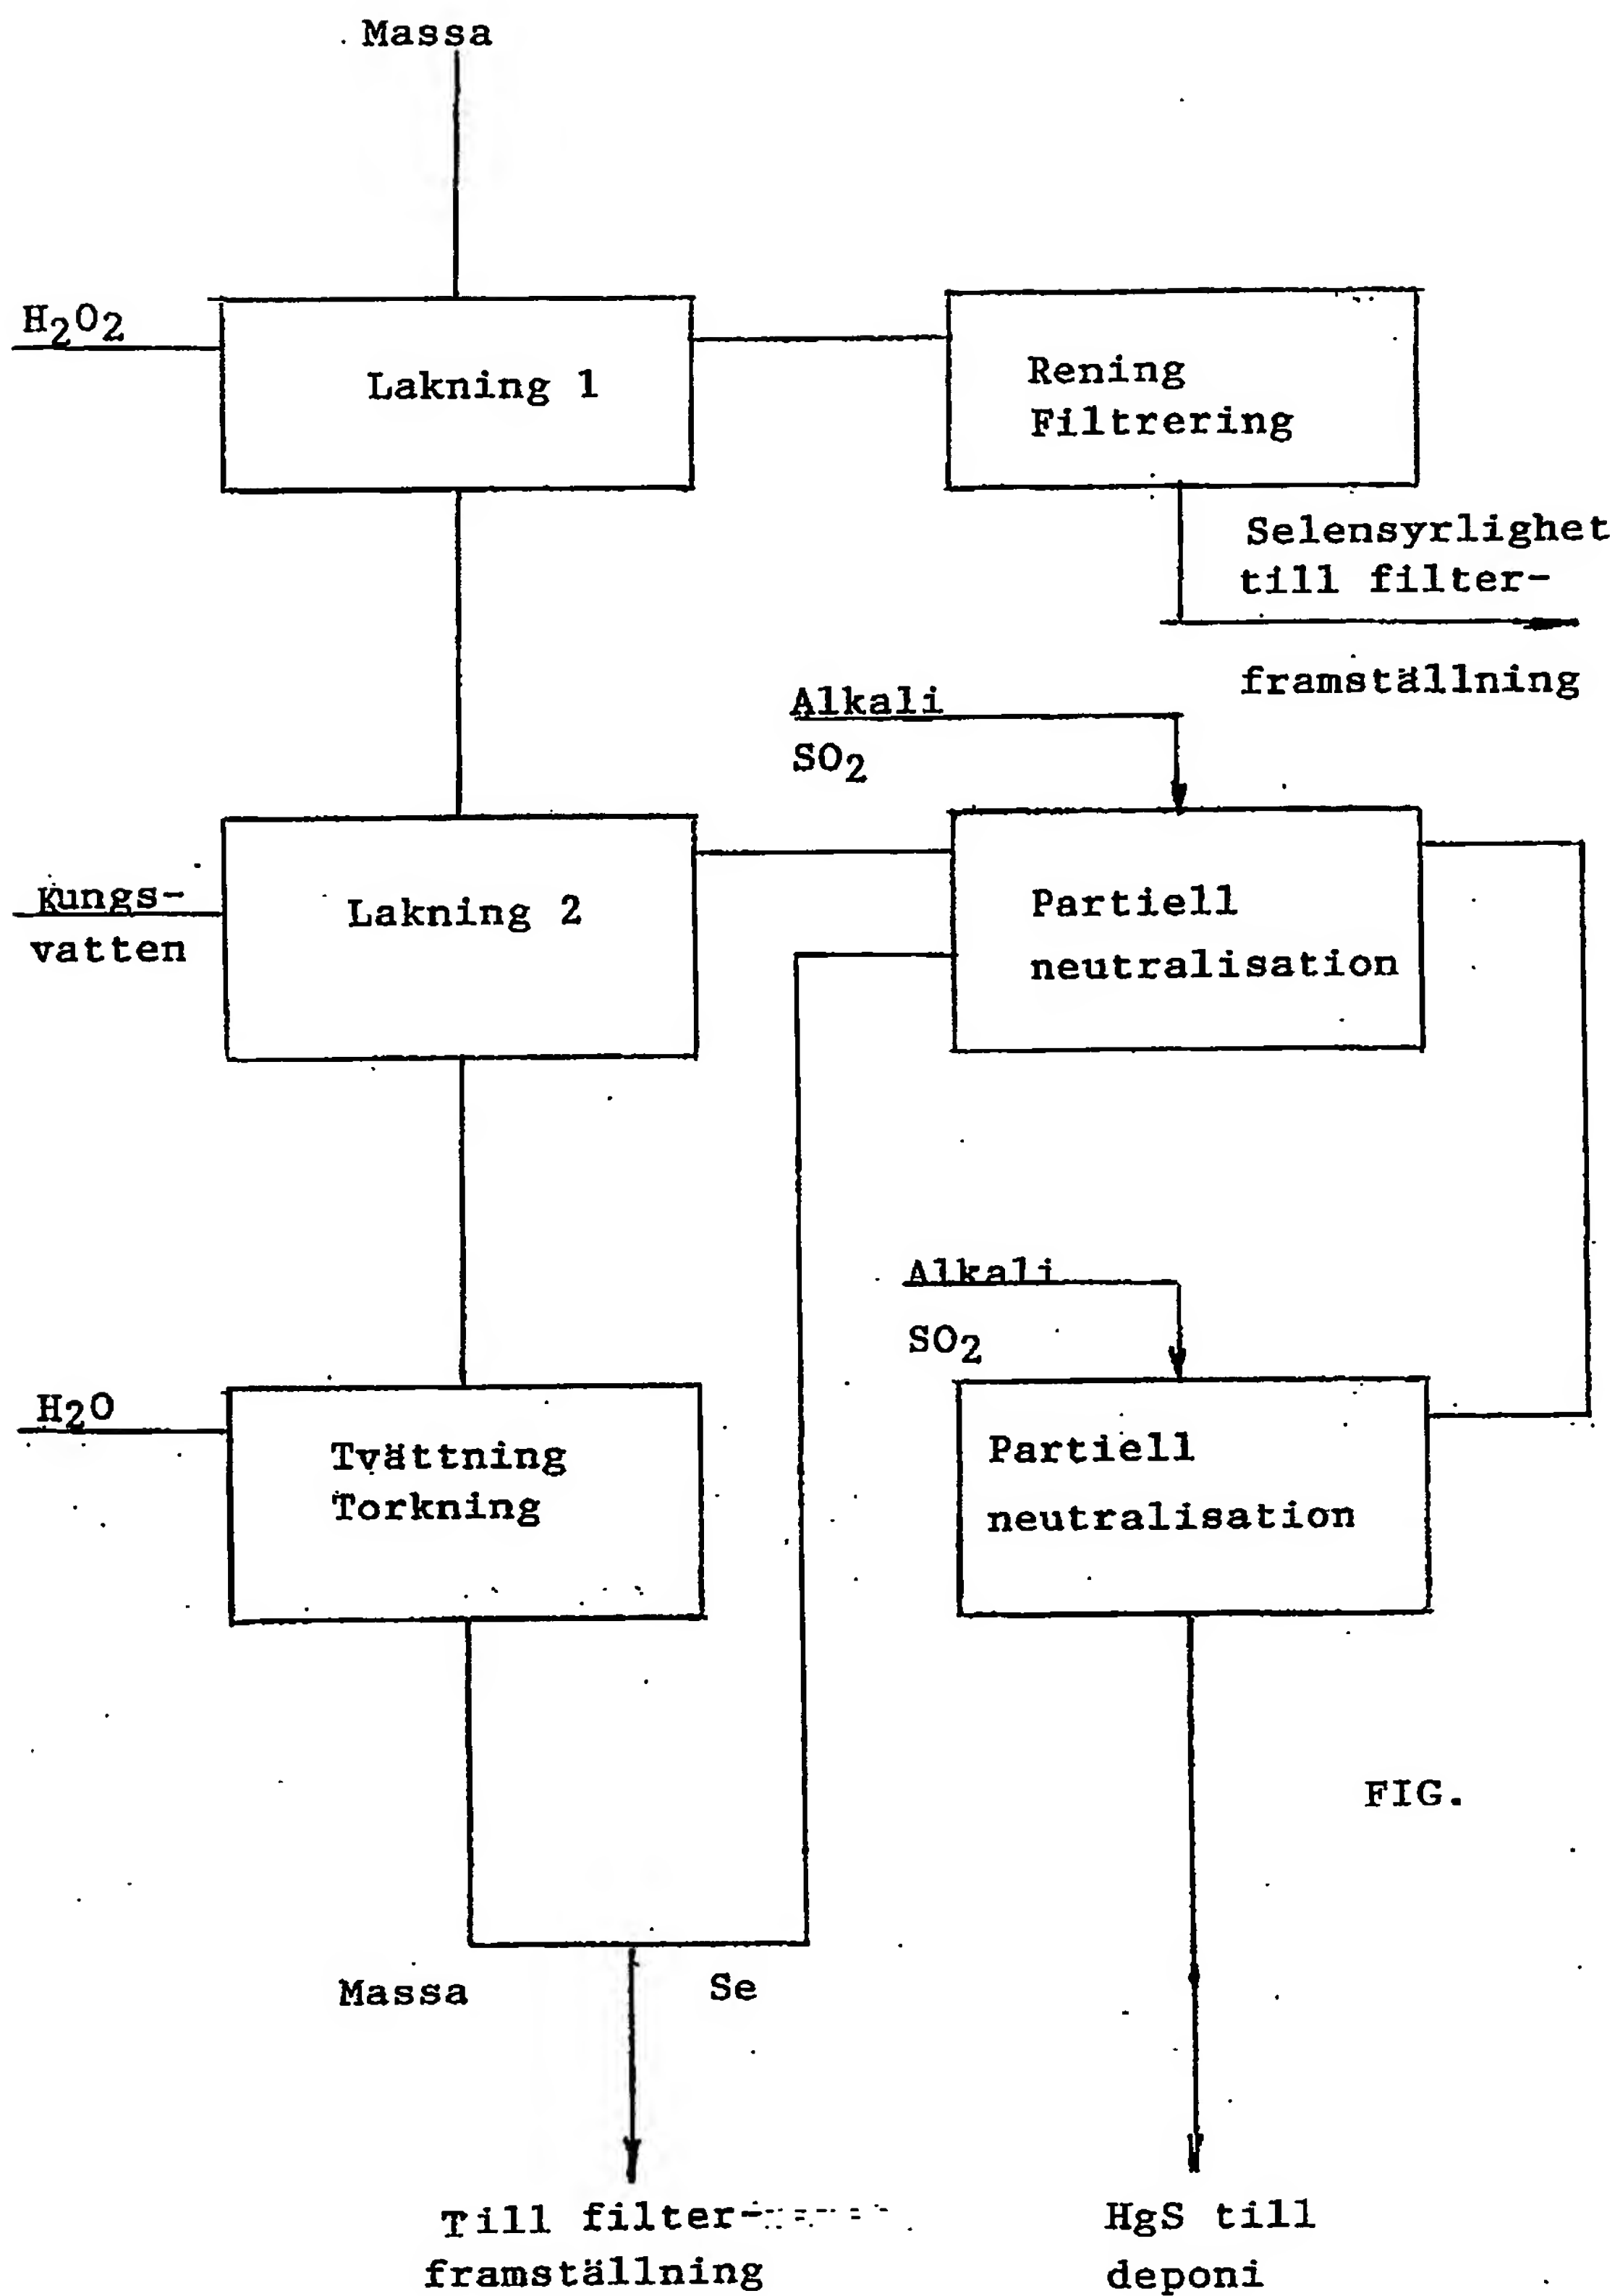 Massa
H₂O₂
Lakning 1
Rening
Filtrering
Selensyrlighet
till filter-
framställning
Alkali
SO₂
Kungs-
vatten
Lakning 2
Partiell
neutralisation
Alkali
SO₂
H₂O
Tvättning
Torkning
Partiell
neutralisation
FIG.
Massa
Se
Till filter-
framställning
HgS till
deponi